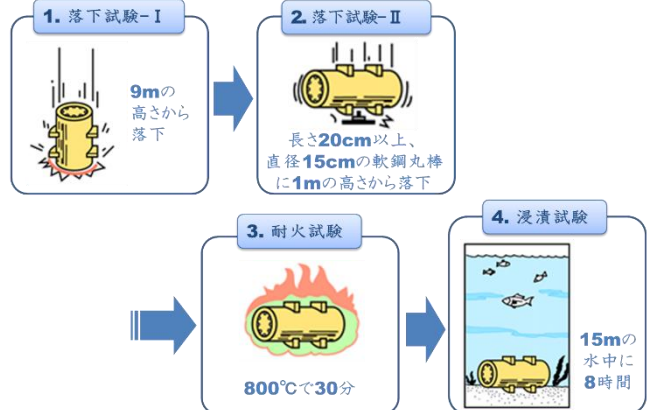 1. 落下試験-Ⅰ
9mの
高さから
落下
2. 落下試験-Ⅱ
長さ20cm以上、
直径15cmの軟鋼丸棒
に1mの高さから落下
3. 耐火試験
800℃で30分
4. 浸漬試験
15mの
水中に
8時間